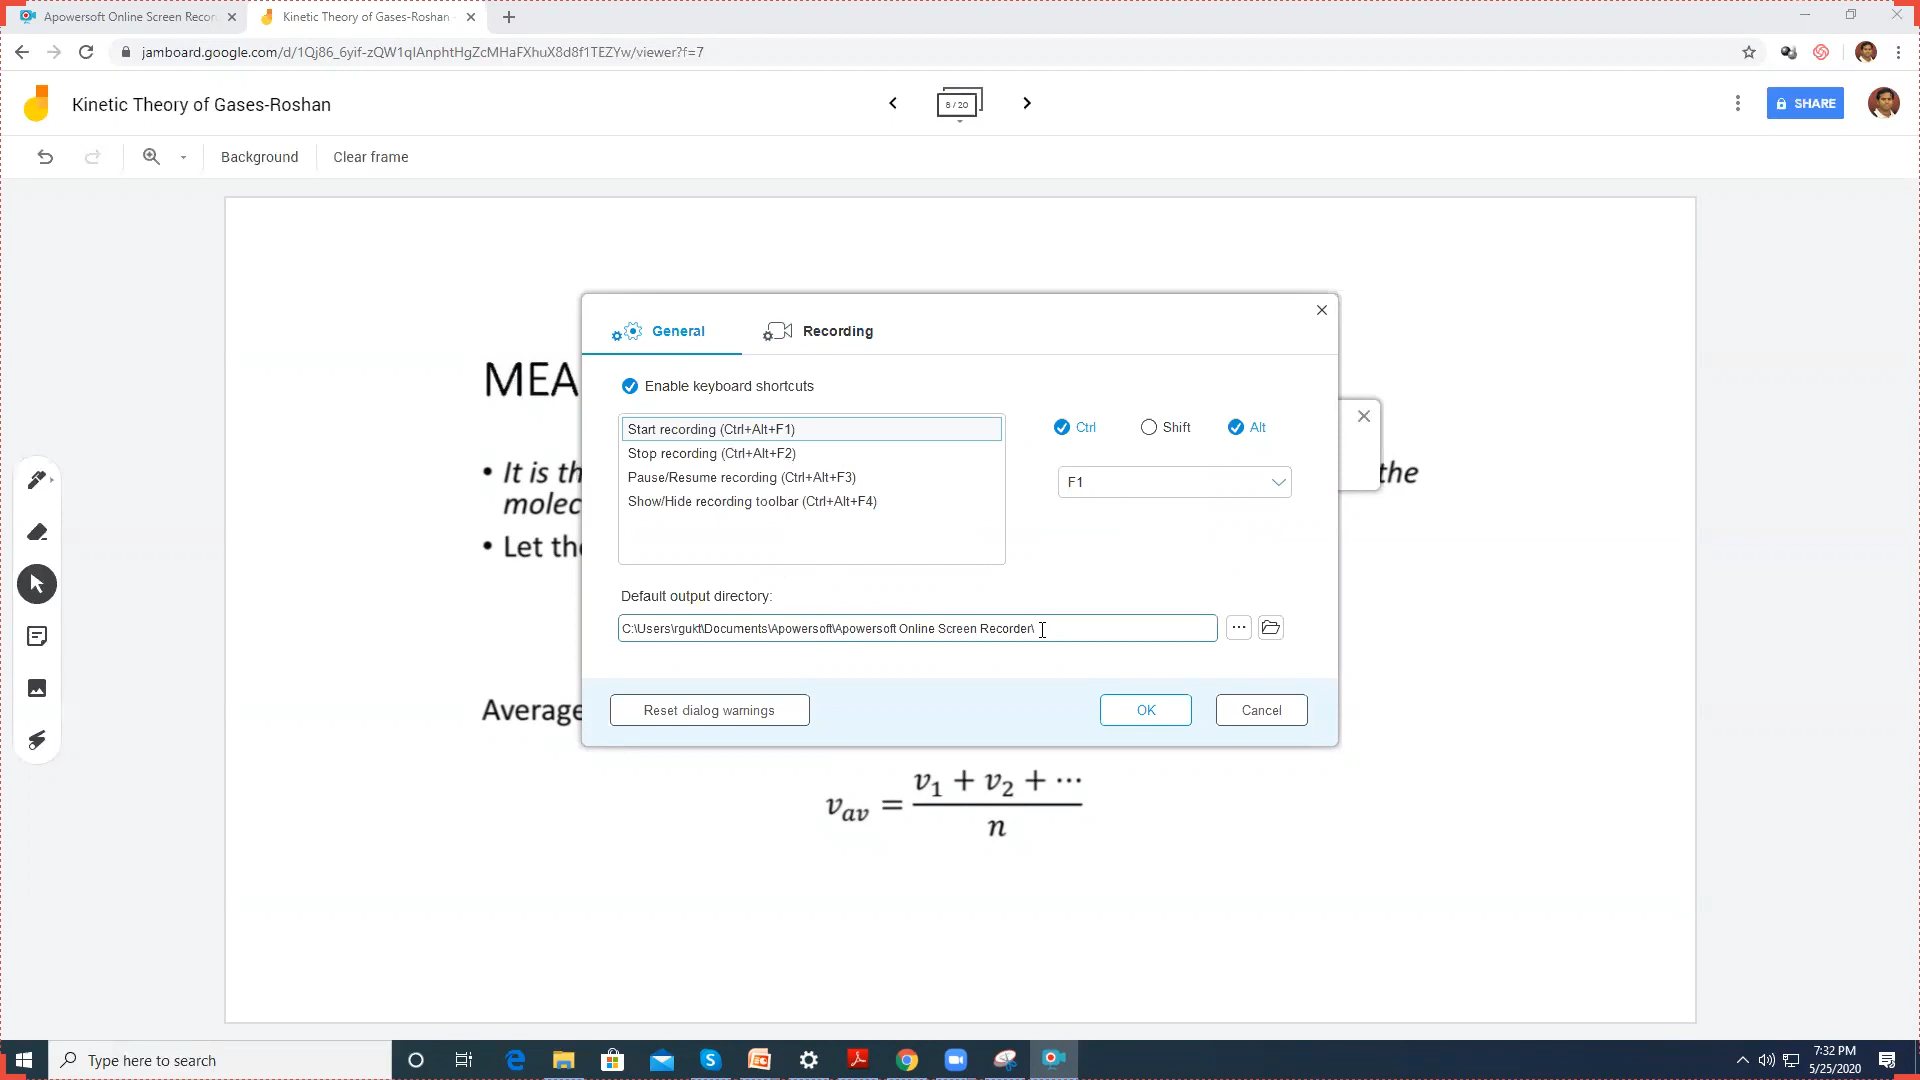 Apowersoft Online Screen Recor
Kinetic Theory of Gases-Roshan -
jamboard.google.com/d/1Qj86_6yif-zQW1qIAnphtHgZcMHaFXhuX8d8f1TEZYw/viewer?f=7
Kinetic Theory of Gases-Roshan
8 / 20
SHARE
Background
Clear frame
MEA
• It is th
the
molec
• Let the
Average
v₁ + v₂ + ⋯
v_av =
n
General
Recording
Enable keyboard shortcuts
Start recording (Ctrl+Alt+F1)
Stop recording (Ctrl+Alt+F2)
Pause/Resume recording (Ctrl+Alt+F3)
Show/Hide recording toolbar (Ctrl+Alt+F4)
Ctrl
Shift
Alt
F1
Default output directory:
C:\Users\rgukt\Documents\Apowersoft\Apowersoft Online Screen Recorder\
Reset dialog warnings
OK
Cancel
Type here to search
7:32 PM
5/25/2020